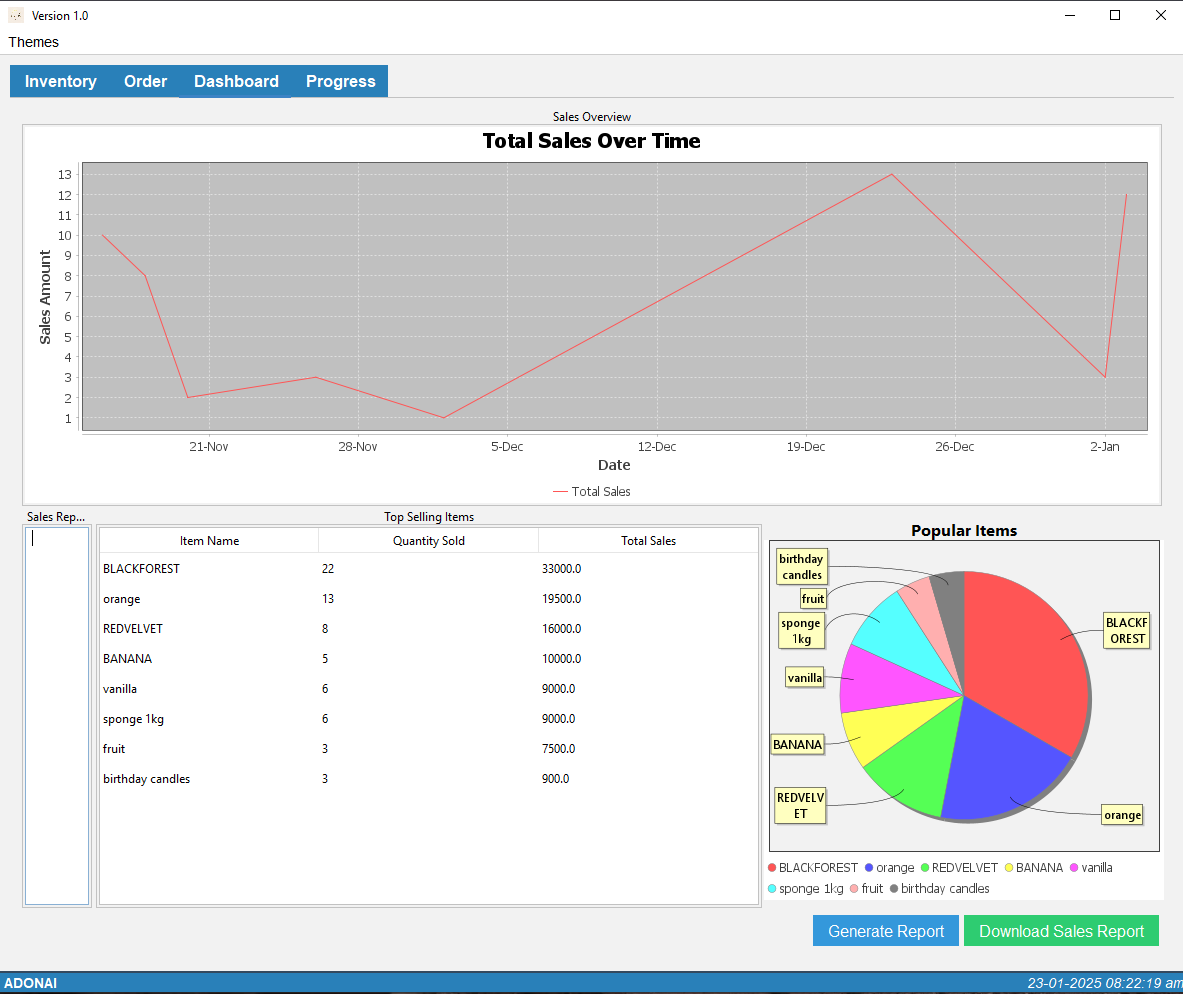 Version 1.0
Themes
Inventory Order Dashboard Progress
Sales Overview
Total Sales Over Time
Sales Amount
13
12
11
10
9
8
7
6
5
4
3
2
1
21-Nov 28-Nov 5-Dec 12-Dec 19-Dec 26-Dec 2-Jan
Date
Total Sales
Sales Rep...
Top Selling Items
Item Name Quantity Sold Total Sales
BLACKFOREST 22 33000.0
orange 13 19500.0
REDVELVET 8 16000.0
BANANA 5 10000.0
vanilla 6 9000.0
sponge 1kg 6 9000.0
fruit 3 7500.0
birthday candles 3 900.0
Popular Items
birthday
candles
fruit
sponge
1kg
vanilla
BANANA
REDVELV
ET
BLACKF
OREST
orange
BLACKFOREST orange REDVELVET BANANA vanilla
sponge 1kg fruit birthday candles
Generate Report Download Sales Report
ADONAI 23-01-2025 08:22:19 am